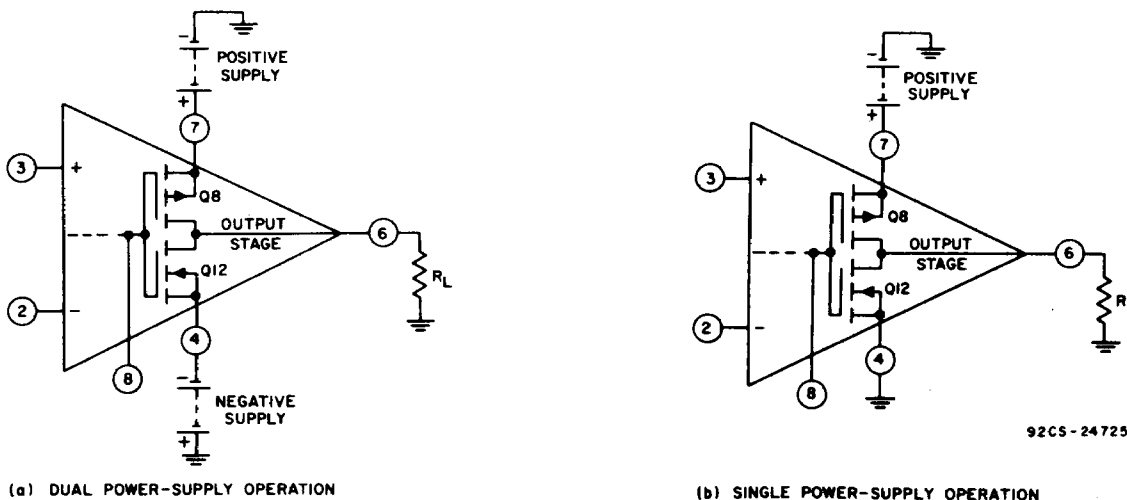 -
POSITIVE
SUPPLY
+
7
3
+
Q8
OUTPUT
STAGE
6
RL
Q12
2
-
4
8
-
NEGATIVE
SUPPLY
+
(a) DUAL POWER-SUPPLY OPERATION
-
POSITIVE
SUPPLY
+
7
3
+
Q8
OUTPUT
STAGE
6
R
Q12
2
-
4
8
92CS-24725
(b) SINGLE POWER-SUPPLY OPERATION